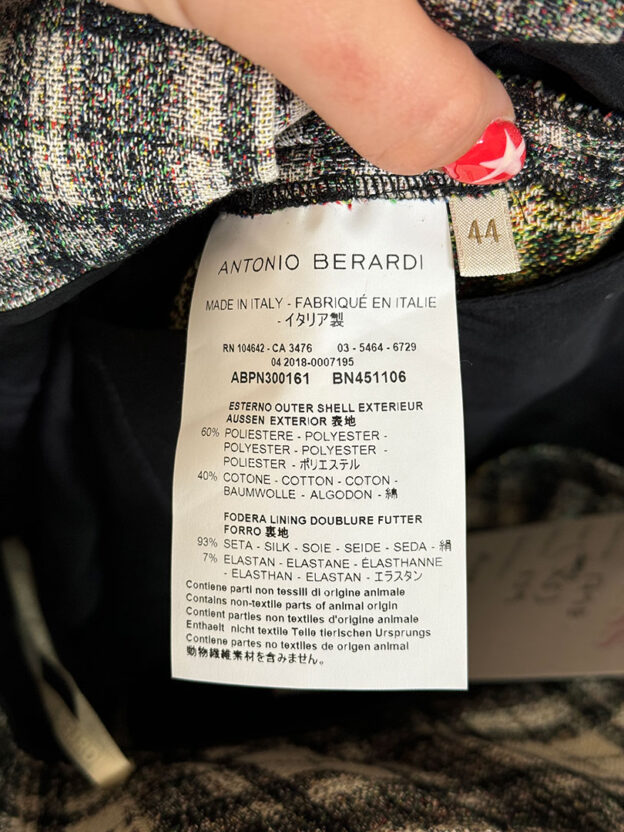 ANTONIO BERARDI
44
MADE IN ITALY - FABRIQUÉ EN ITALIE
- イタリア製
RN 104642 - CA 3476 03 - 5464 - 6729
04 2018-0007195
ABPN300161 BN451106
ESTERNO OUTER SHELL EXTERIEUR
AUSSEN EXTERIOR 表地
60% POLIESTERE - POLYESTER -
POLYESTER - POLYESTER -
POLIESTER - ポリエステル
40% COTONE - COTTON - COTON -
BAUMWOLLE - ALGODON - 綿
FODERA LINING DOUBLURE FUTTER
FORRO 裏地
93% SETA - SILK - SOIE - SEIDE - SEDA - 絹
7% ELASTAN - ELASTANE - ÉLASTHANNE
- ELASTHAN - ELASTAN - エラスタン
Contiene parti non tessili di origine animale
Contains non-textile parts of animal origin
Contient parties non textiles d'origine animale
Enthaelt nicht textile Teile tierischen Ursprungs
Contiene partes no textiles de origen animal
動物繊維素材を含みません。